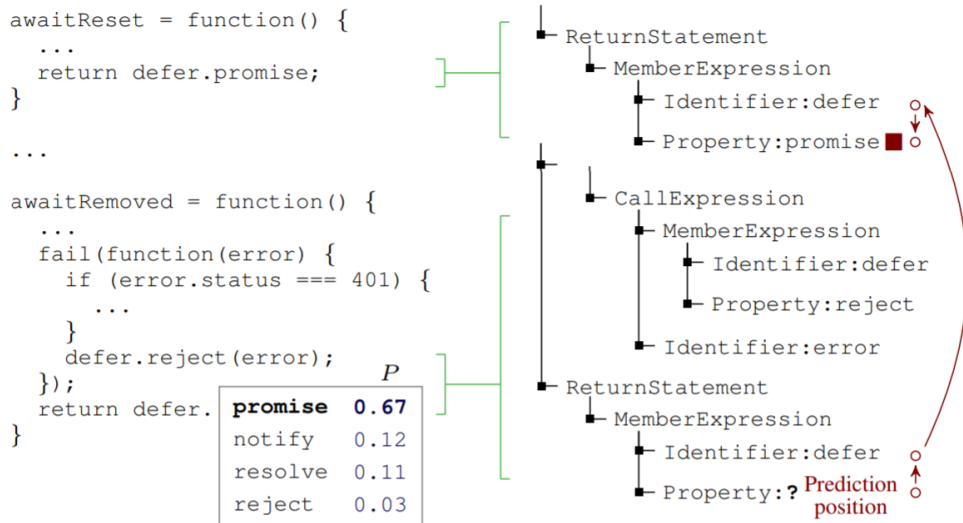 awaitReset = function() {
...
return defer.promise;
}
...
awaitRemoved = function() {
...
fail(function(error) {
if (error.status === 401) {
...
}
defer.reject(error);
});
return defer.
}
P
promise 0.67
notify 0.12
resolve 0.11
reject 0.03
ReturnStatement
MemberExpression
Identifier:defer
Property:promise
CallExpression
MemberExpression
Identifier:defer
Property:reject
Identifier:error
ReturnStatement
MemberExpression
Identifier:defer
Property:?
Prediction
position